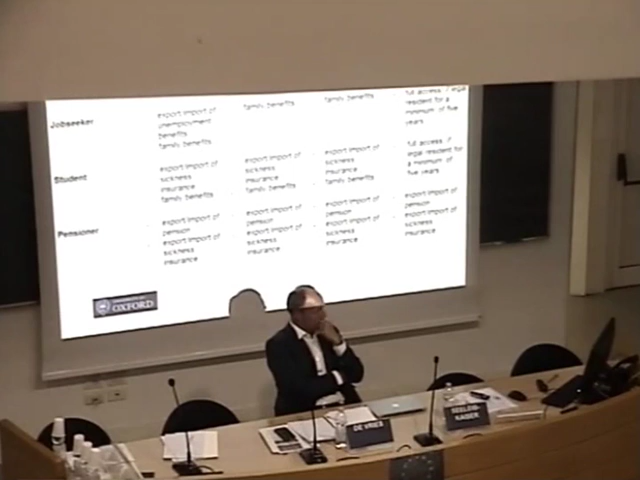 Jobseeker
export import of
unemployment
benefits
family benefits
family benefits
family benefits
full access if legal
resident for a
minimum of five
years
Student
export import of
sickness
insurance
family benefits
export import of
sickness
insurance
family benefits
export import of
sickness
insurance
family benefits
full access if
legal resident for
a minimum of
five years
Pensioner
export import of
pension
export import of
sickness
insurance
export import of
pension
export import of
sickness
insurance
export import of
pension
export import of
sickness
insurance
export import of
pension
export import of
sickness
insurance
UNIVERSITY OF
OXFORD
DE VRIES
SEELEIB-
KAISER